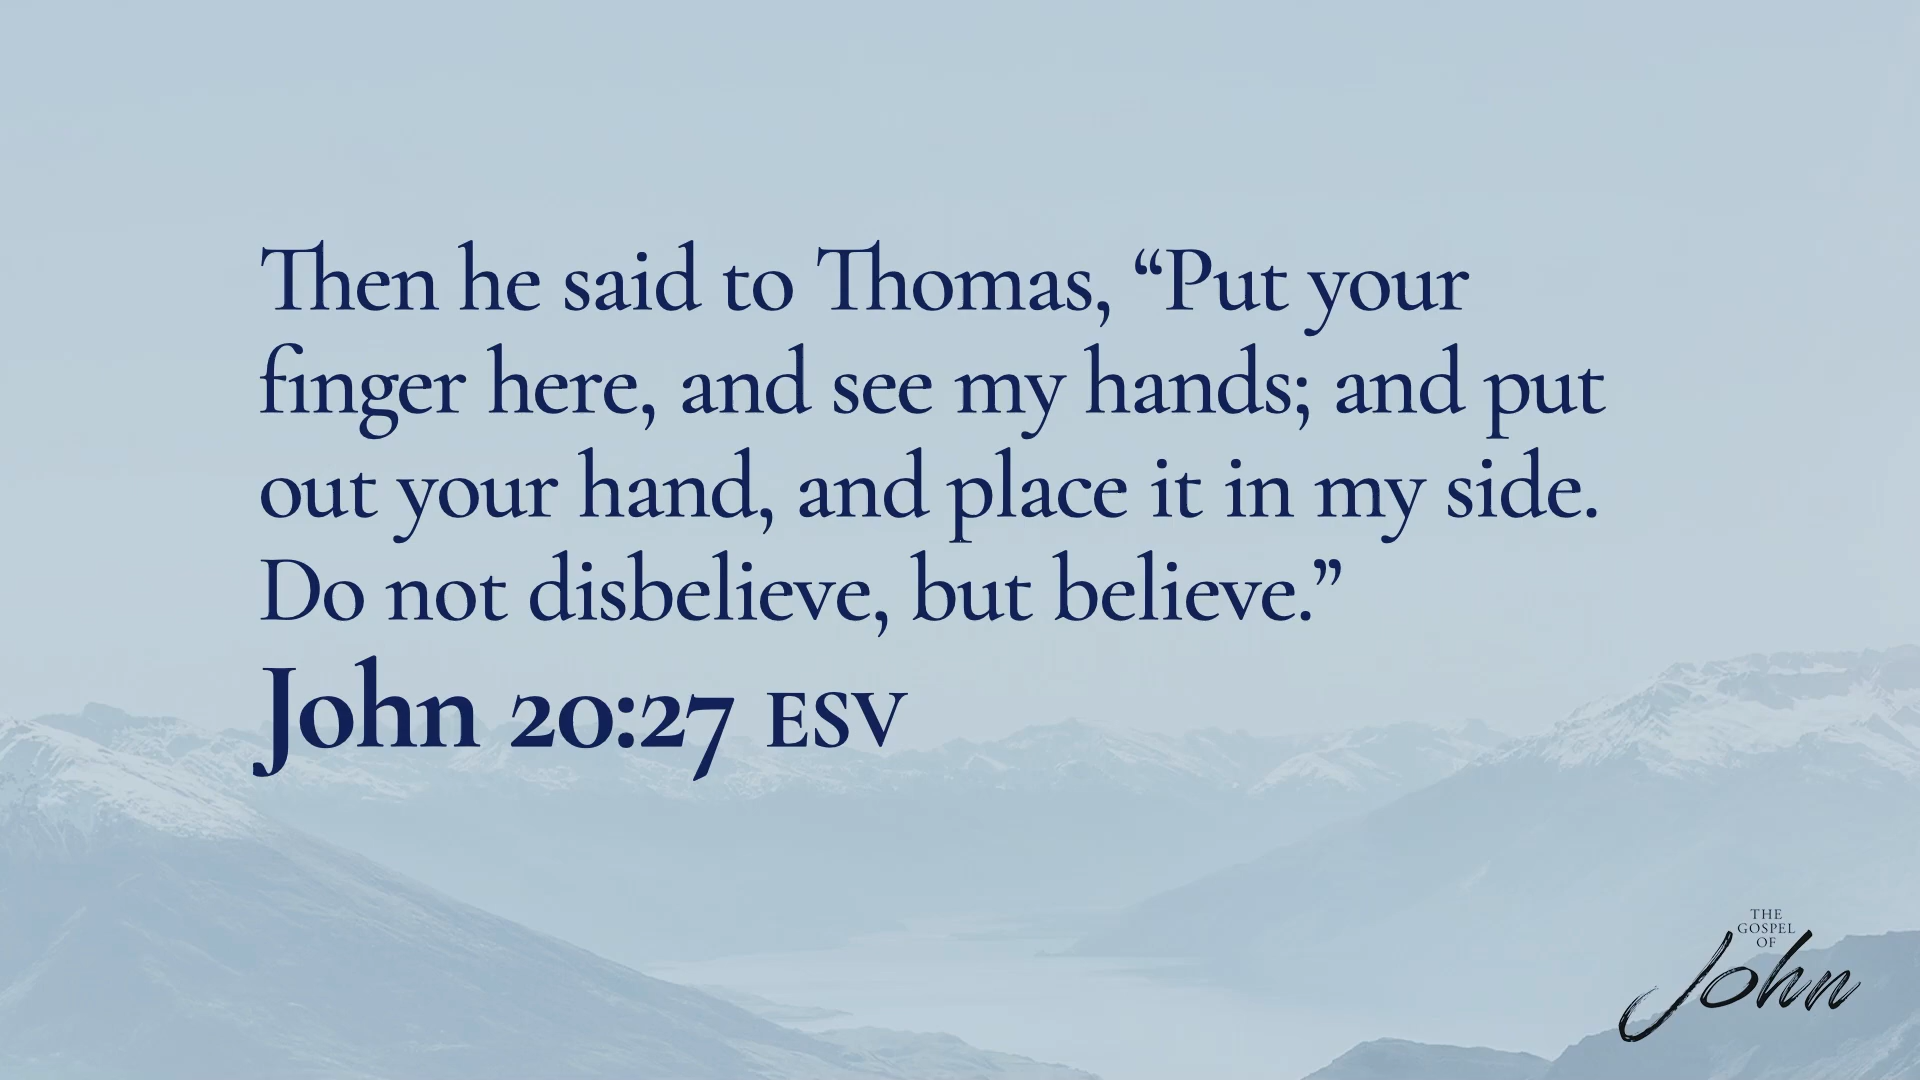 Then he said to Thomas, “Put your
finger here, and see my hands; and put
out your hand, and place it in my side.
Do not disbelieve, but believe.”
John 20:27 ESV
THE
GOSPEL
OF
John